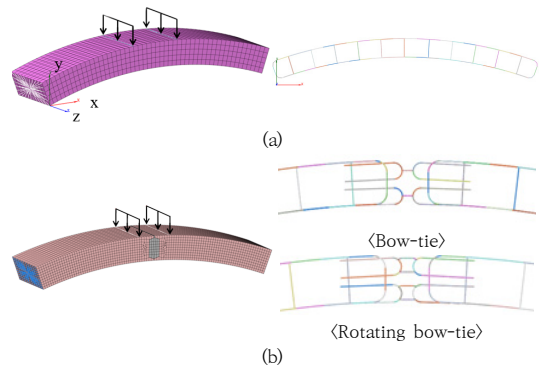 y
x
z
(a)
〈Bow-tie〉
〈Rotating bow-tie〉
(b)